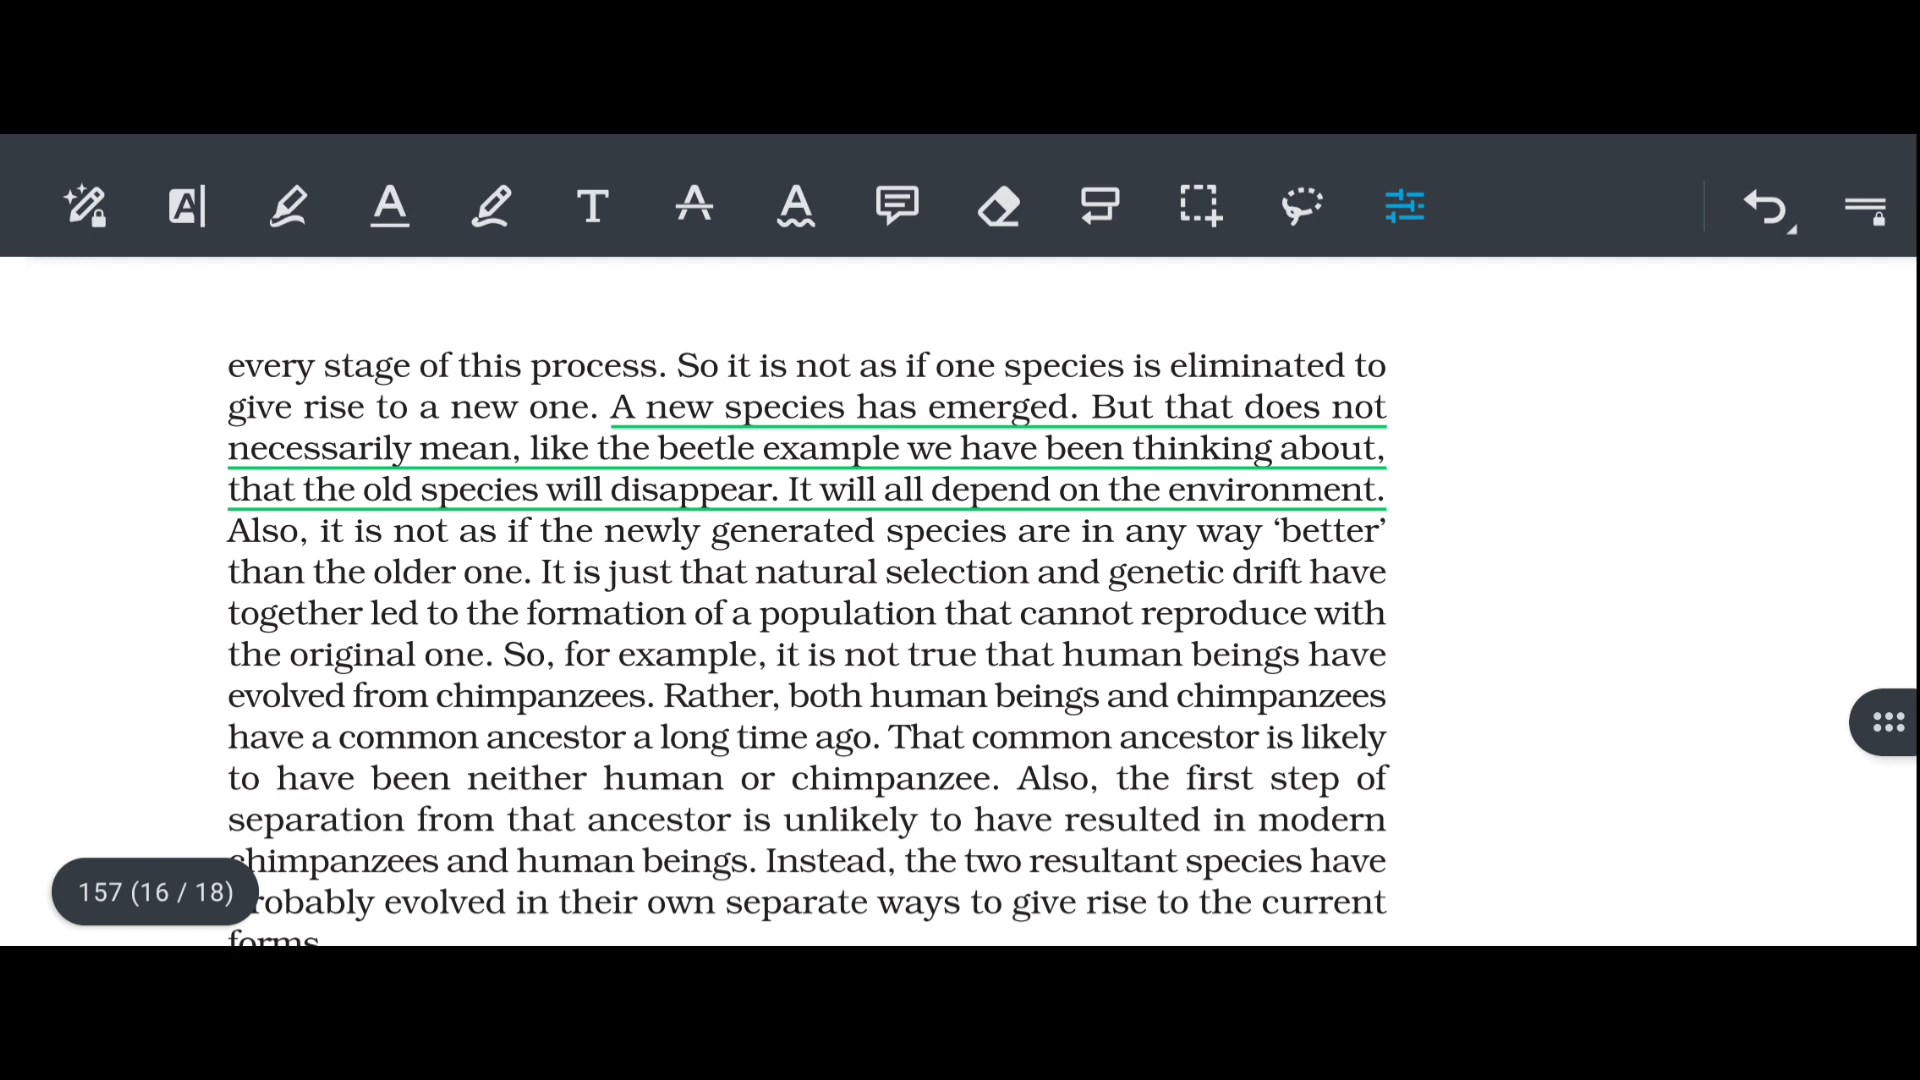 every stage of this process. So it is not as if one species is eliminated to
give rise to a new one. A new species has emerged. But that does not
necessarily mean, like the beetle example we have been thinking about,
that the old species will disappear. It will all depend on the environment.
Also, it is not as if the newly generated species are in any way ‘better’
than the older one. It is just that natural selection and genetic drift have
together led to the formation of a population that cannot reproduce with
the original one. So, for example, it is not true that human beings have
evolved from chimpanzees. Rather, both human beings and chimpanzees
have a common ancestor a long time ago. That common ancestor is likely
to have been neither human or chimpanzee. Also, the first step of
separation from that ancestor is unlikely to have resulted in modern
chimpanzees and human beings. Instead, the two resultant species have
probably evolved in their own separate ways to give rise to the current
forms.
157 (16 / 18)